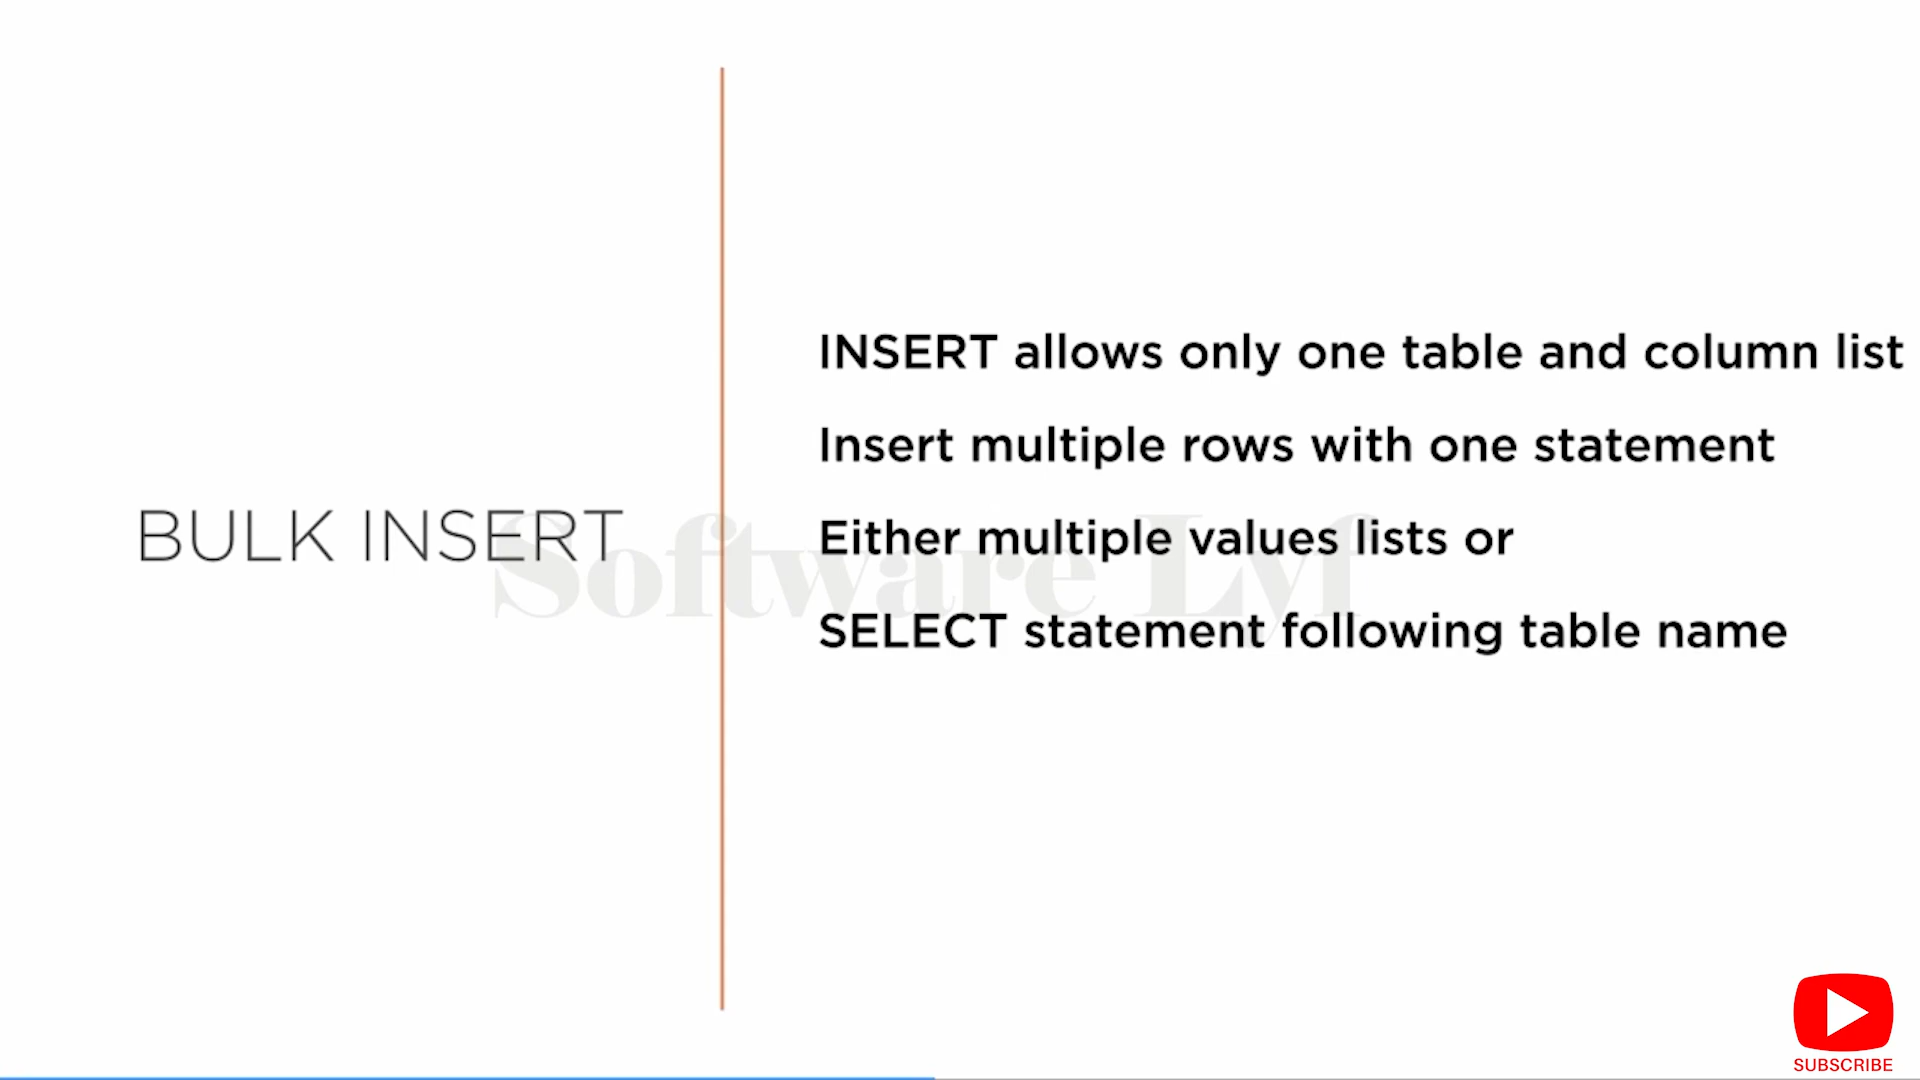 BULK INSERT
INSERT allows only one table and column list
Insert multiple rows with one statement
Either multiple values lists or
SELECT statement following table name
Software Lyf
SUBSCRIBE